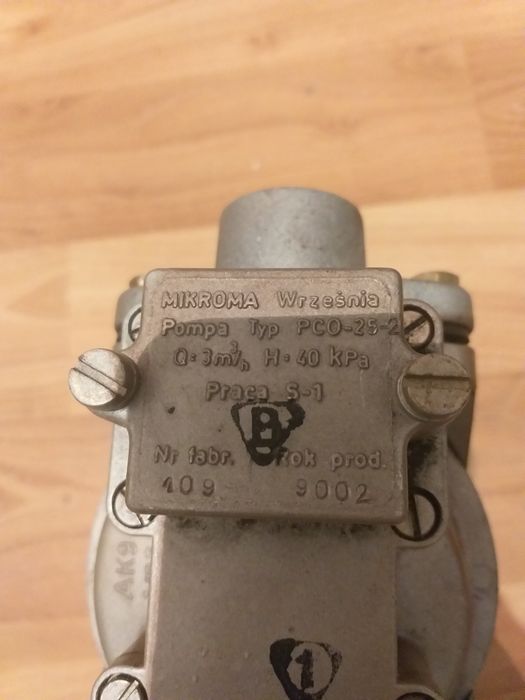 MIKROMA Września
Pompa Typ PCO-25-2
Q=3m³/h H=40 kPa
Praca S-1
B
Nr fabr. Rok prod.
109 9002
AK9
1